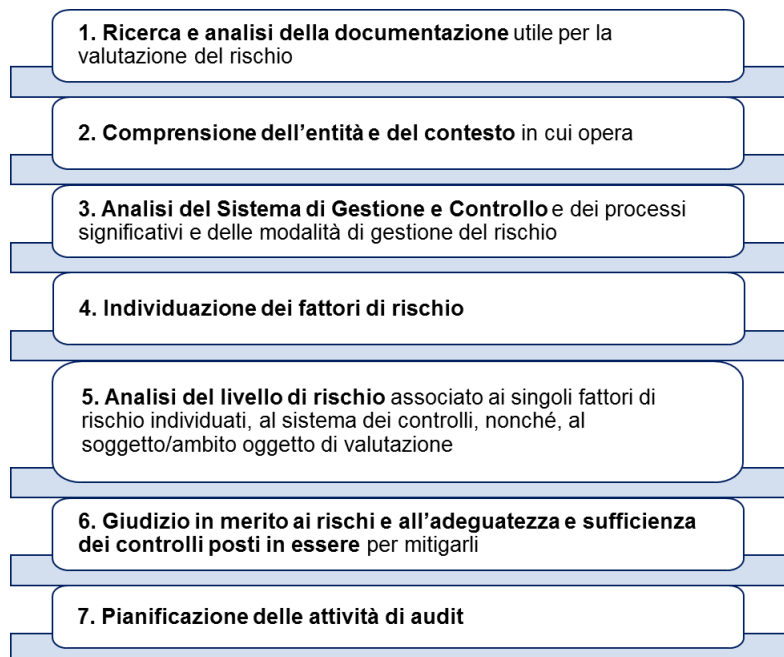 1. Ricerca e analisi della documentazione utile per la
valutazione del rischio
2. Comprensione dell'entità e del contesto in cui opera
3. Analisi del Sistema di Gestione e Controllo e dei processi
significativi e delle modalità di gestione del rischio
4. Individuazione dei fattori di rischio
5. Analisi del livello di rischio associato ai singoli fattori di
rischio individuati, al sistema dei controlli, nonché, al
soggetto/ambito oggetto di valutazione
6. Giudizio in merito ai rischi e all'adeguatezza e sufficienza
dei controlli posti in essere per mitigarli
7. Pianificazione delle attività di audit